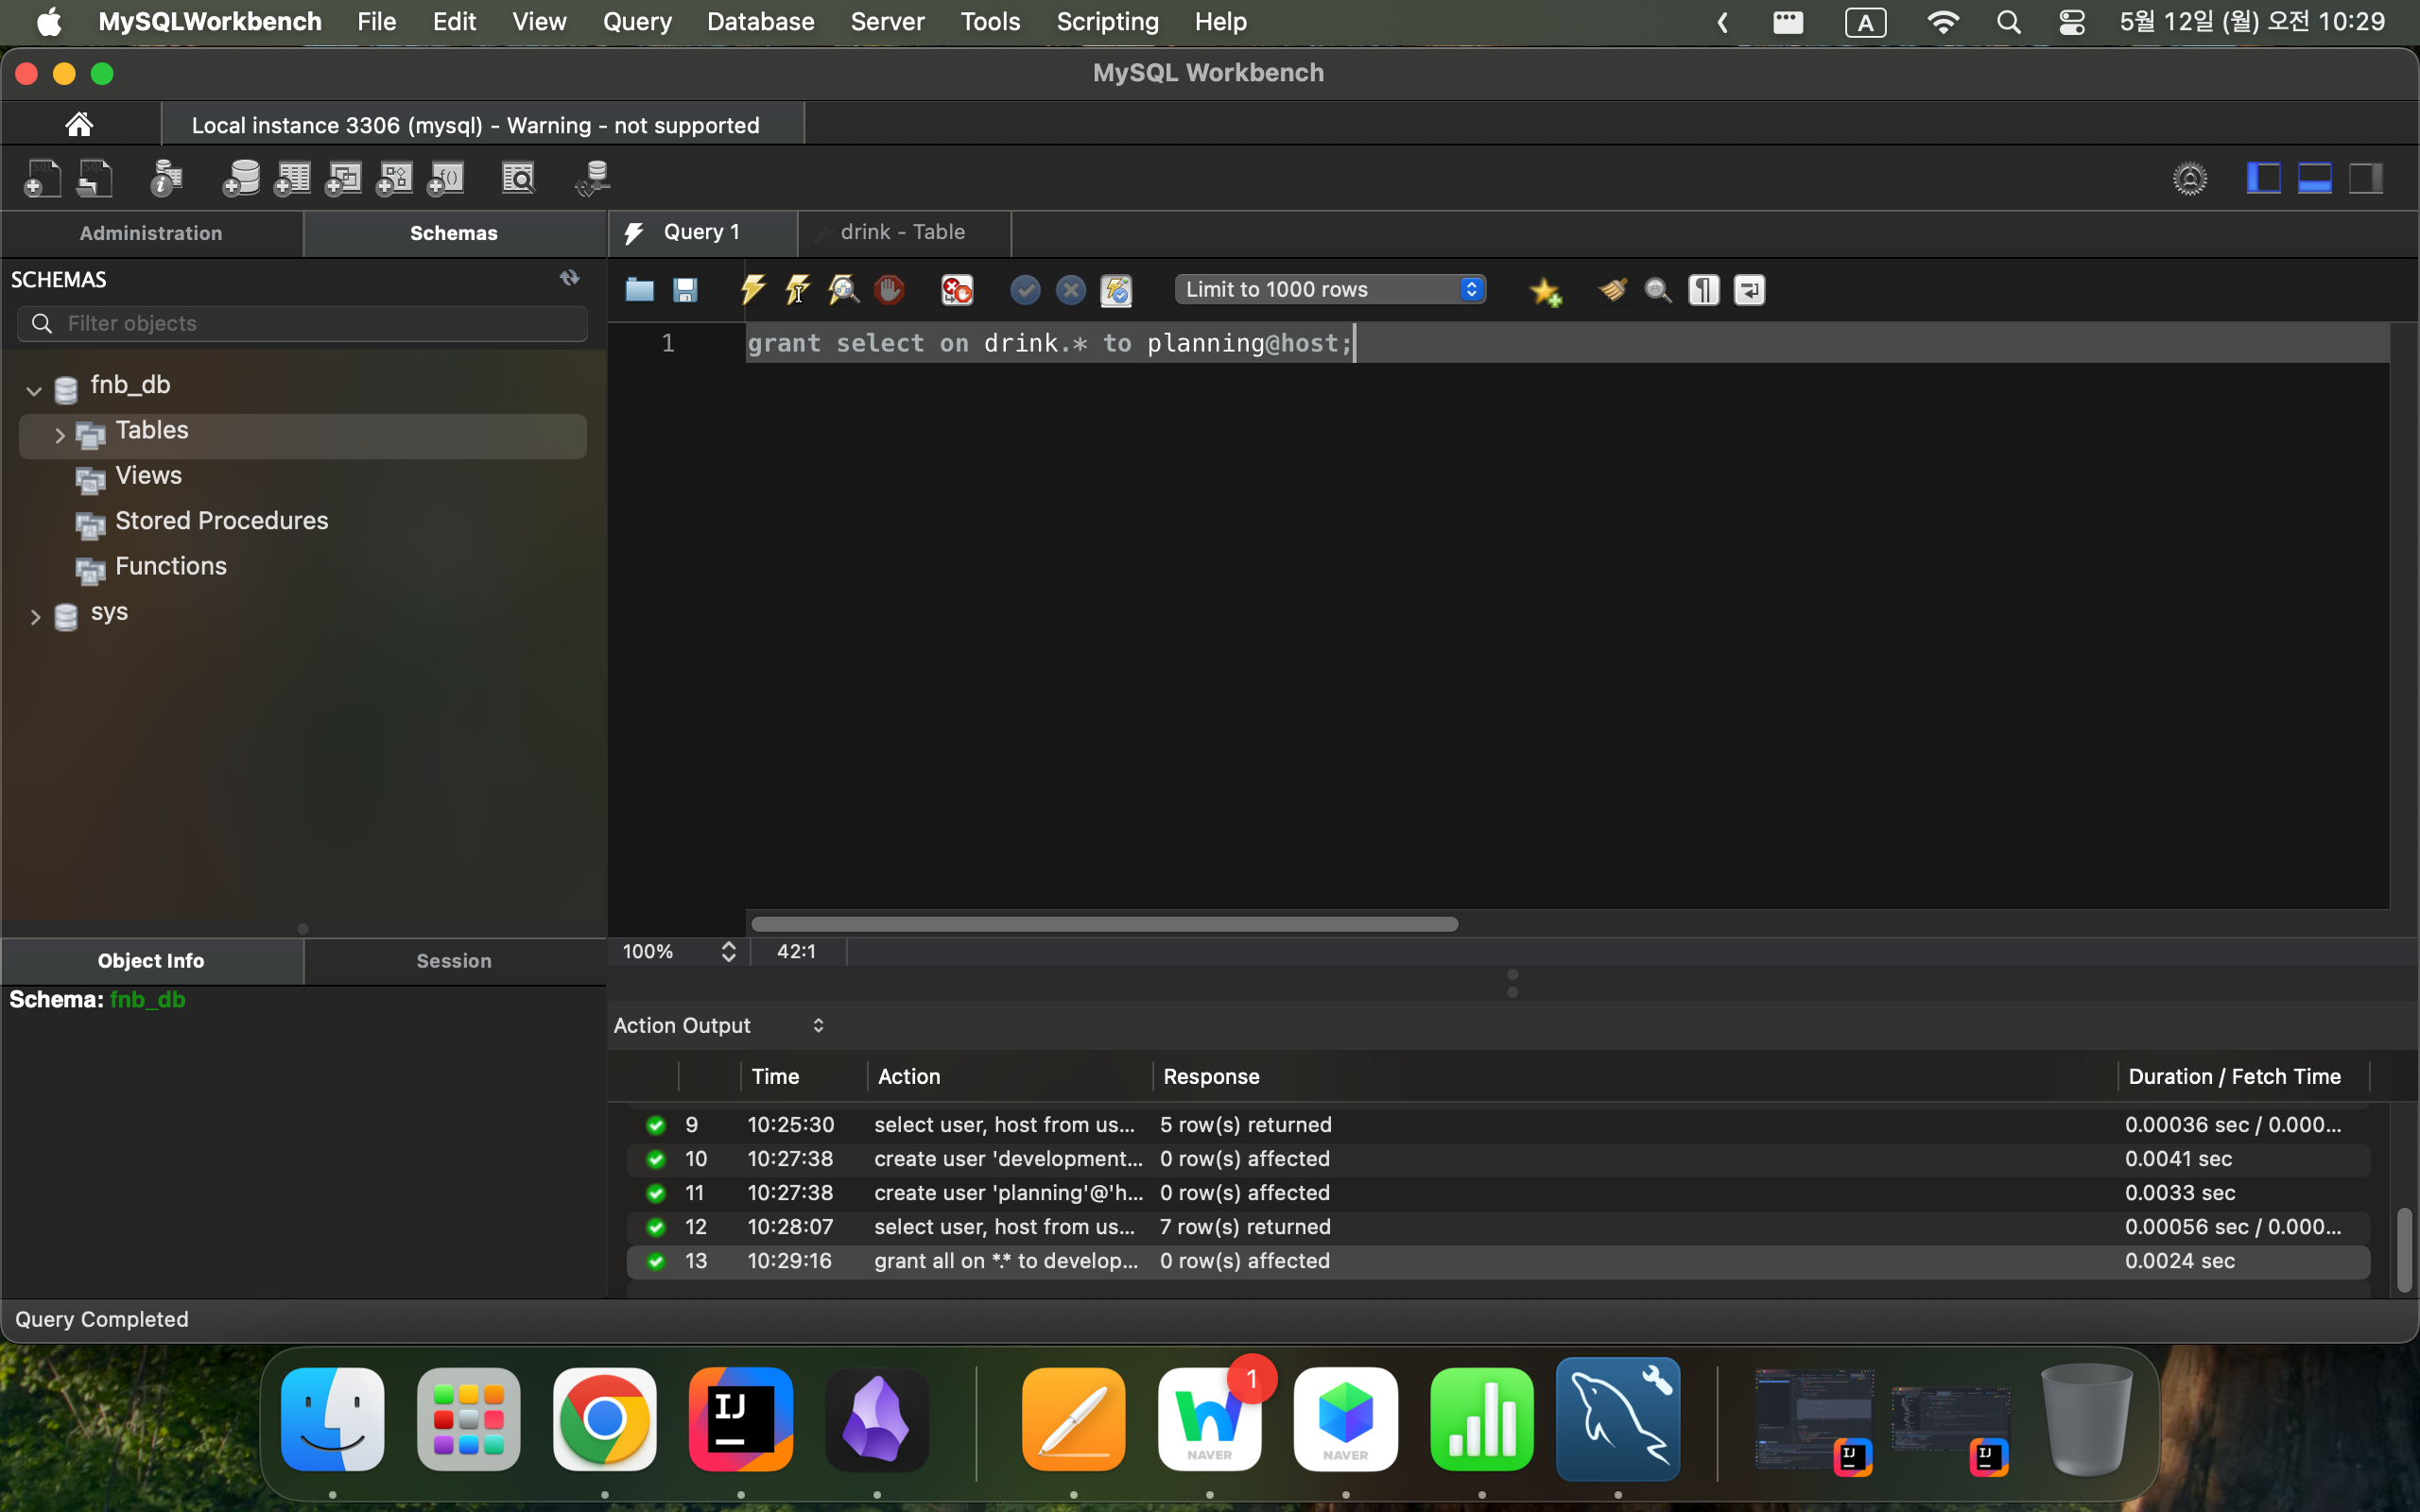 MySQLWorkbench File Edit View Query Database Server Tools Scripting Help A 5월 12일 (월) 오전 10:29
MySQL Workbench
Local instance 3306 (mysql) - Warning - not supported
Administration Schemas Query 1 drink - Table
SCHEMAS
Filter objects
Limit to 1000 rows
1 grant select on drink.* to planning@host;
fnb_db
Tables
Views
Stored Procedures
Functions
sys
100% 42:1
Object Info Session
Schema: fnb_db
Action Output
Time Action Response Duration / Fetch Time
9 10:25:30 select user, host from us... 5 row(s) returned 0.00036 sec / 0.000...
10 10:27:38 create user 'development... 0 row(s) affected 0.0041 sec
11 10:27:38 create user 'planning'@'h... 0 row(s) affected 0.0033 sec
12 10:28:07 select user, host from us... 7 row(s) returned 0.00056 sec / 0.000...
13 10:29:16 grant all on *.* to develop... 0 row(s) affected 0.0024 sec
Query Completed
IJ
1
NAVER
NAVER
IJ
IJ